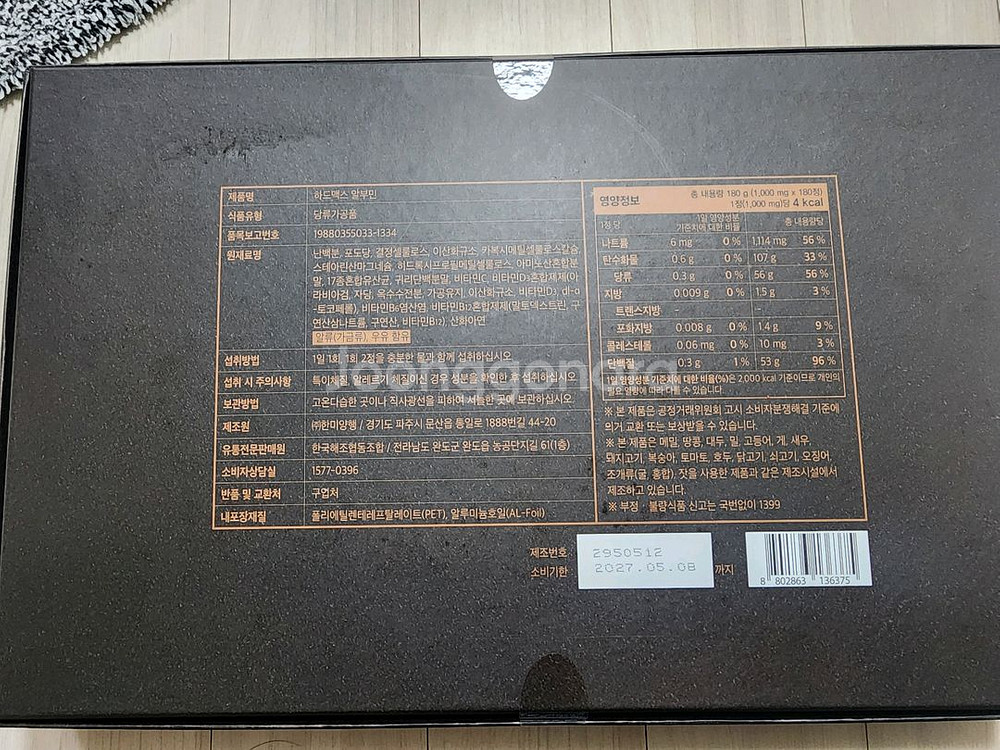 제품명 하드맥스 알부민
식품유형 당류가공품
품목보고번호 19880355033-1334
원재료명 난백분, 포도당, 결정셀룰로스, 이산화규소, 카복시메틸셀룰로스칼슘,
스테아린산마그네슘, 히드록시프로필메틸셀룰로스, 아미노산혼합분
말, 17종혼합유산균, 귀리단백분말, 비타민C, 비타민D₃혼합제제(아
라비아검, 자당, 옥수수전분, 가공유지, 이산화규소, 비타민D₃, dl-α
-토코페롤), 비타민B₆염산염, 비타민B₁₂혼합제제(말토덱스트린, 구
연산삼나트륨, 구연산, 비타민B₁₂), 산화아연
알류(가금류), 우유 함유
섭취방법 1일 1회, 1회 2정을 충분한 물과 함께 섭취하십시오
섭취 시 주의사항 특이체질, 알레르기 체질이신 경우 성분을 확인한 후 섭취하십시오
보관방법 고온다습한 곳이나 직사광선을 피하여 서늘한 곳에 보관하십시오
제조원 ㈜한미양행 / 경기도 파주시 문산읍 통일로 1888번길 44-20
유통전문판매원 한국해조협동조합 / 전라남도 완도군 완도읍 농공단지길 61(1층)
소비자상담실 1577-0396
반품 및 교환처 구입처
내포장재질 폴리에틸렌테레프탈레이트(PET), 알루미늄호일(AL-Foil)
영양정보 총 내용량 180 g (1,000 mg x 180정)
1정(1,000 mg)당 4 kcal
1정 당 1일 영양성분 기준치에 대한 비율 총 내용량당
나트륨 6 mg 0 % 1,114 mg 56 %
탄수화물 0.6 g 0 % 107 g 33 %
당류 0.3 g 0 % 56 g 56 %
지방 0.009 g 0 % 1.5 g 3 %
트랜스지방 - -
포화지방 0.008 g 0 % 1.4 g 9 %
콜레스테롤 0.06 mg 0 % 10 mg 3 %
단백질 0.3 g 1 % 53 g 96 %
1일 영양성분 기준치에 대한 비율(%)은 2,000 kcal 기준이므로 개인의
필요 열량에 따라 다를 수 있습니다.
※ 본 제품은 공정거래위원회 고시 소비자분쟁해결 기준에
의거 교환 또는 보상받을 수 있습니다.
※ 본 제품은 메밀, 땅콩, 대두, 밀, 고등어, 게, 새우,
돼지고기, 복숭아, 토마토, 호두, 닭고기, 쇠고기, 오징어,
조개류(굴, 홍합), 잣을 사용한 제품과 같은 제조시설에서
제조하고 있습니다.
※ 부정ㆍ불량식품 신고는 국번없이 1399
제조번호 2950512
소비기한 2027.05.08 까지
8 802863 136375